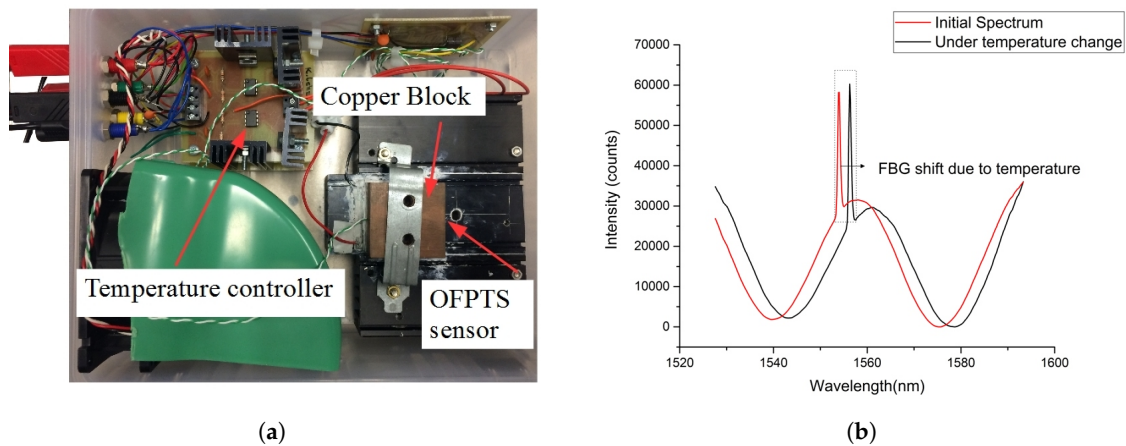 Copper Block
Temperature controller
OFPTS
sensor
(a)
Initial Spectrum
Under temperature change
70000
60000
50000
40000
30000
20000
10000
0
Intensity (counts)
FBG shift due to temperature
1520
1540
1560
1580
1600
Wavelength(nm)
(b)